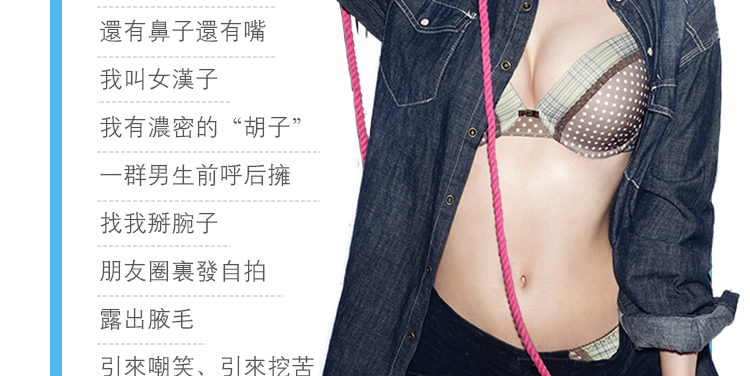 還有鼻子還有嘴
我叫女漢子
我有濃密的“胡子”
一群男生前呼后擁
找我掰腕子
朋友圈裏發自拍
露出腋毛
引來嘲笑、引來挖苦